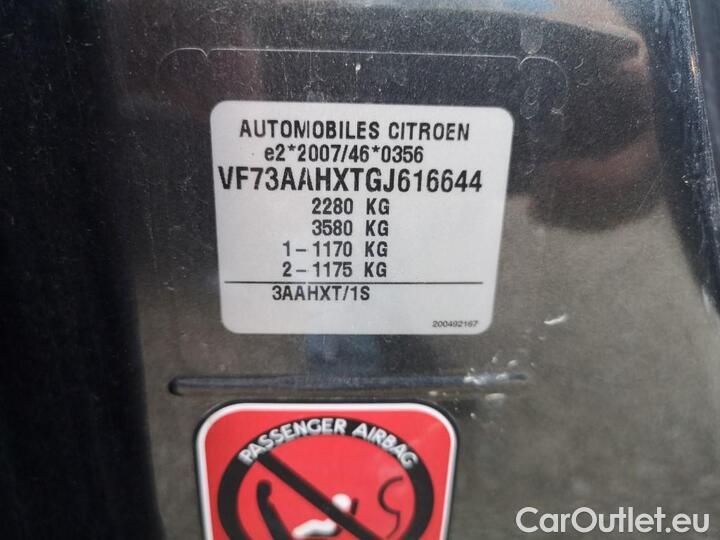 AUTOMOBILES CITROEN
e2*2007/46*0356
VF73AAHXTGJ616644
2280 KG
3580 KG
1-1170 KG
2-1175 KG
3AAHXT/1S
200492167
PASSENGER AIRBAG
CarOutlet.eu